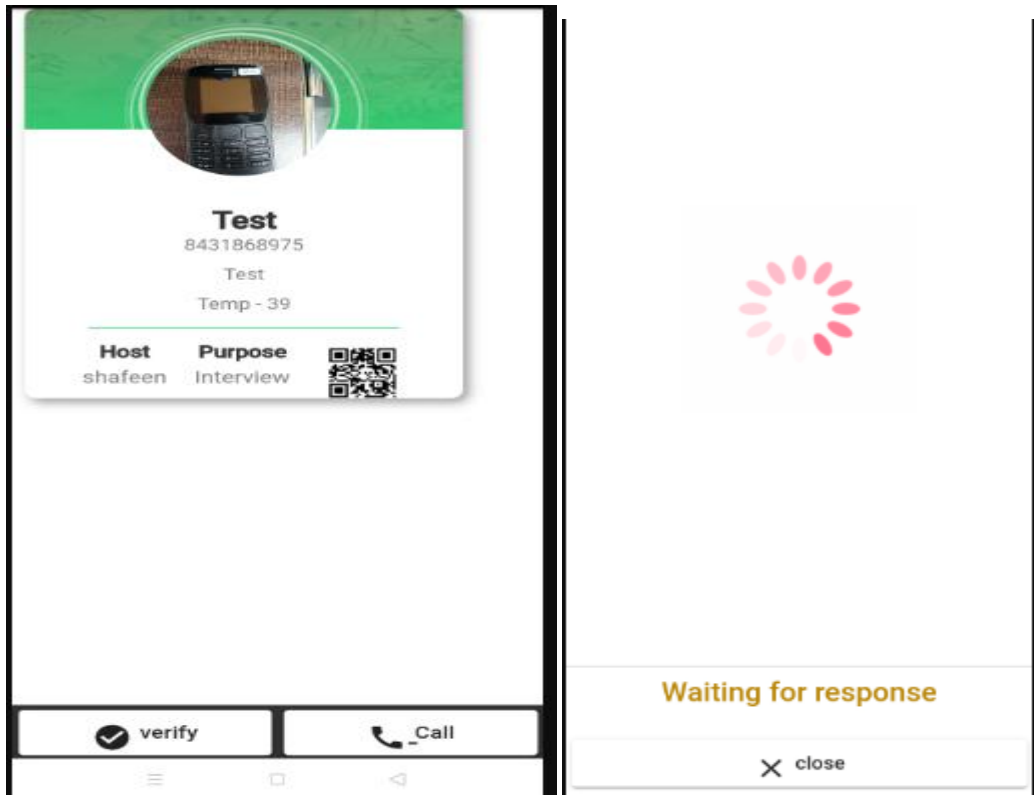 Test
8431868975
Test
Temp - 39
Host Purpose
shafeen Interview
verify
Call
Waiting for response
close